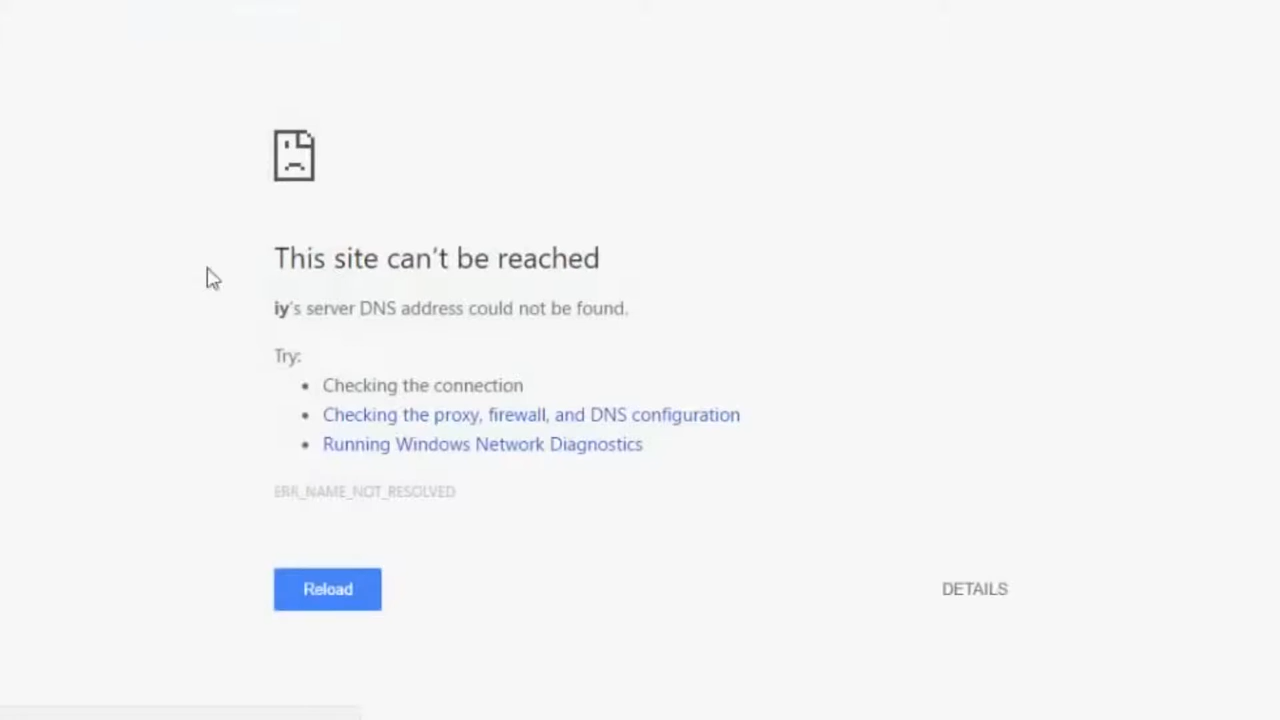 This site can't be reached
iy's server DNS address could not be found.
Try:
Checking the connection
Checking the proxy, firewall, and DNS configuration
Running Windows Network Diagnostics
ERR_NAME_NOT_RESOLVED
Reload
DETAILS